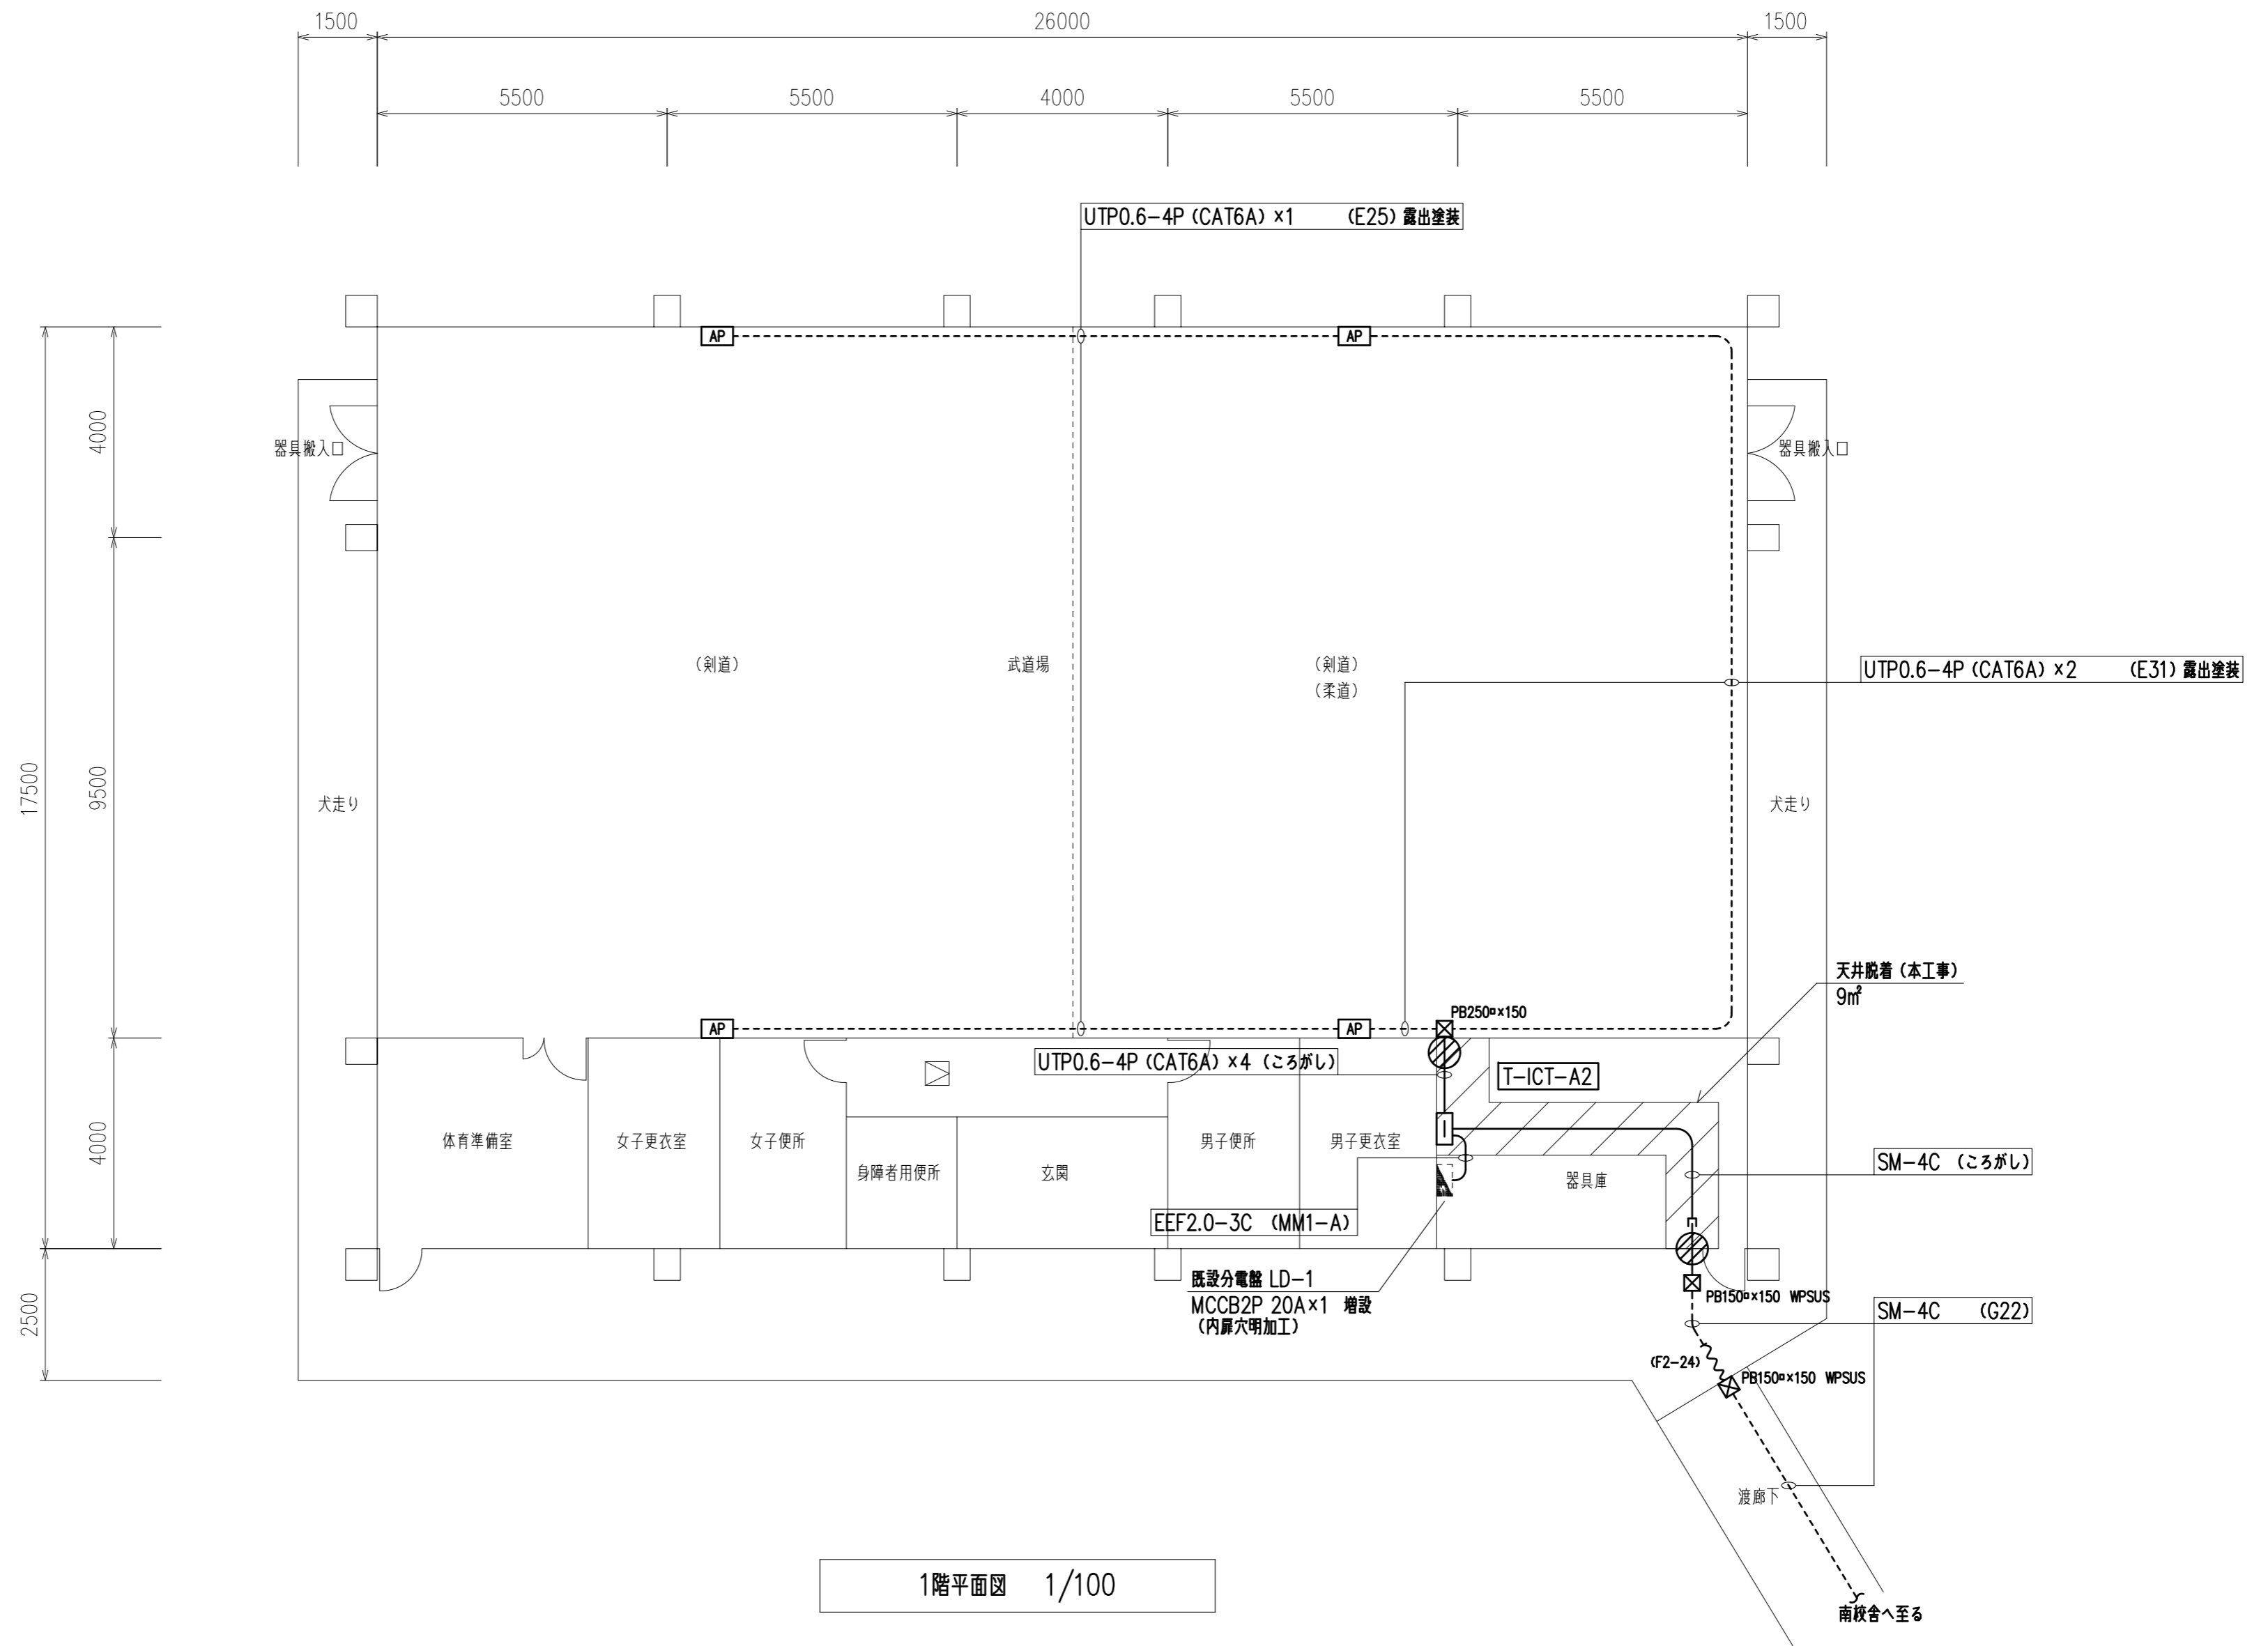 1500
26000
1500
5500
5500
4000
5500
5500
UTP0.6-4P (CAT6A) ×1 (E25) 露出塗装
AP
AP
4000
器具搬入口
器具搬入口
(剣道)
武道場
(剣道)
(柔道)
UTP0.6-4P (CAT6A) ×2 (E31) 露出塗装
17500
9500
犬走り
犬走り
天井脱着 (本工事)
9㎡
PB250□×150
AP
AP
UTP0.6-4P (CAT6A) ×4 (ころがし)
T-ICT-A2
4000
体育準備室
女子更衣室
女子便所
身障者用便所
玄関
男子便所
男子更衣室
器具庫
SM-4C (ころがし)
EEF2.0-3C (MM1-A)
既設分電盤 LD-1
MCCB2P 20A×1 増設
(内扉穴明加工)
2500
PB150□×150 WPSUS
SM-4C (G22)
(F2-24)
PB150□×150 WPSUS
渡廊下
1階平面図 1/100
南校舎へ至る